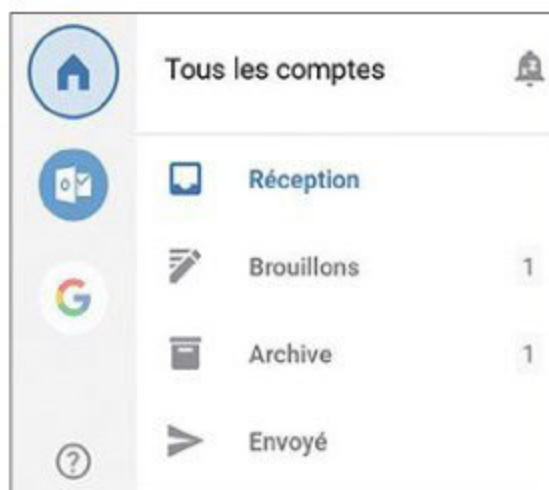 Tous les comptes
Réception
Brouillons 1
Archive 1
Envoyé